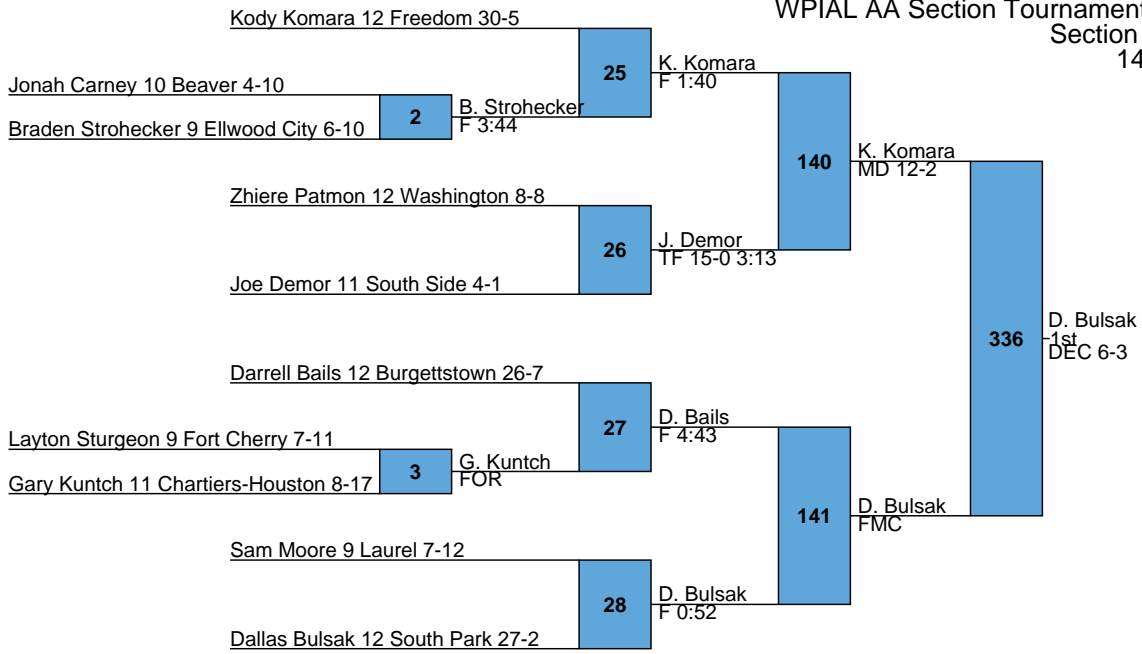 WPIAL AA Section Tournament
Section
14
Kody Komara 12 Freedom 30-5
25
K. Komara
F 1:40
Jonah Carney 10 Beaver 4-10
2
B. Strohecker
F 3:44
Braden Strohecker 9 Ellwood City 6-10
140
K. Komara
MD 12-2
Zhiere Patmon 12 Washington 8-8
26
J. Demor
TF 15-0 3:13
Joe Demor 11 South Side 4-1
336
D. Bulsak
1st
DEC 6-3
Darrell Bails 12 Burgettstown 26-7
27
D. Bails
F 4:43
Layton Sturgeon 9 Fort Cherry 7-11
3
G. Kuntch
FOR
Gary Kuntch 11 Chartiers-Houston 8-17
141
D. Bulsak
FMC
Sam Moore 9 Laurel 7-12
28
D. Bulsak
F 0:52
Dallas Bulsak 12 South Park 27-2